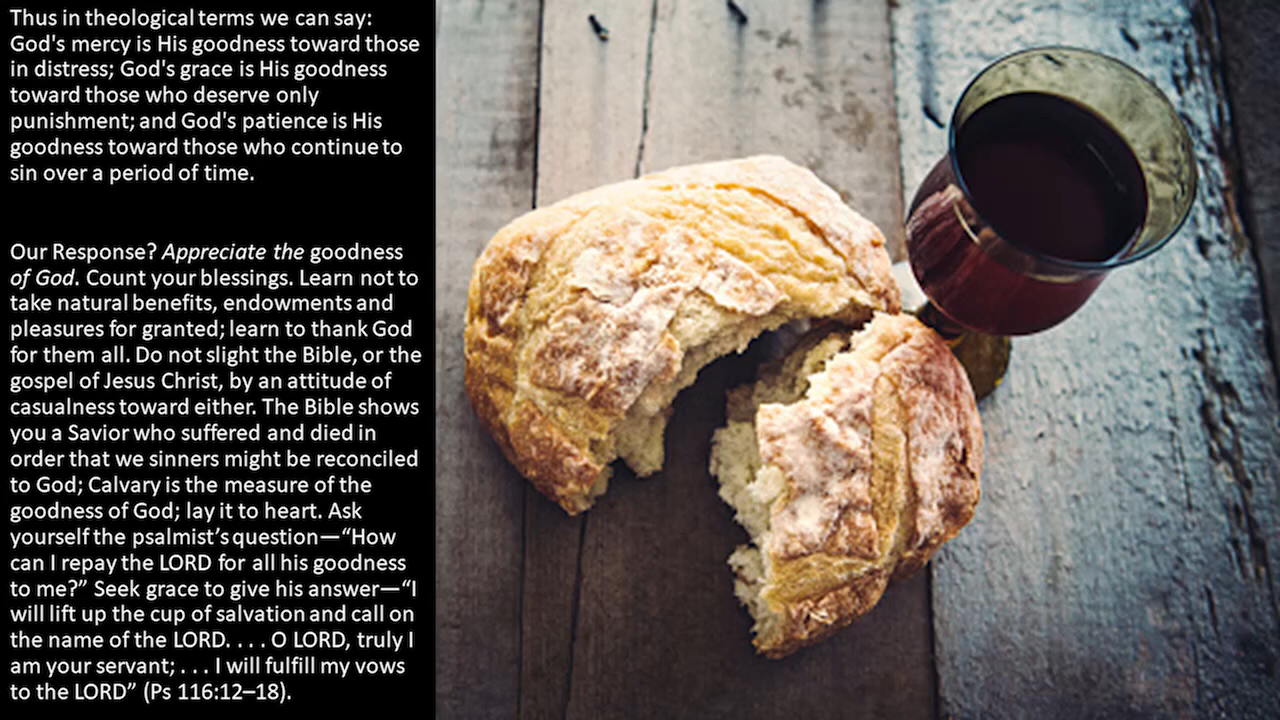 Thus in theological terms we can say:
God's mercy is His goodness toward those
in distress; God's grace is His goodness
toward those who deserve only
punishment; and God's patience is His
goodness toward those who continue to
sin over a period of time.
Our Response? Appreciate the goodness
of God. Count your blessings. Learn not to
take natural benefits, endowments and
pleasures for granted; learn to thank God
for them all. Do not slight the Bible, or the
gospel of Jesus Christ, by an attitude of
casualness toward either. The Bible shows
you a Savior who suffered and died in
order that we sinners might be reconciled
to God; Calvary is the measure of the
goodness of God; lay it to heart. Ask
yourself the psalmist’s question—“How
can I repay the LORD for all his goodness
to me?” Seek grace to give his answer—“I
will lift up the cup of salvation and call on
the name of the LORD. . . . O LORD, truly I
am your servant; . . . I will fulfill my vows
to the LORD” (Ps 116:12–18).